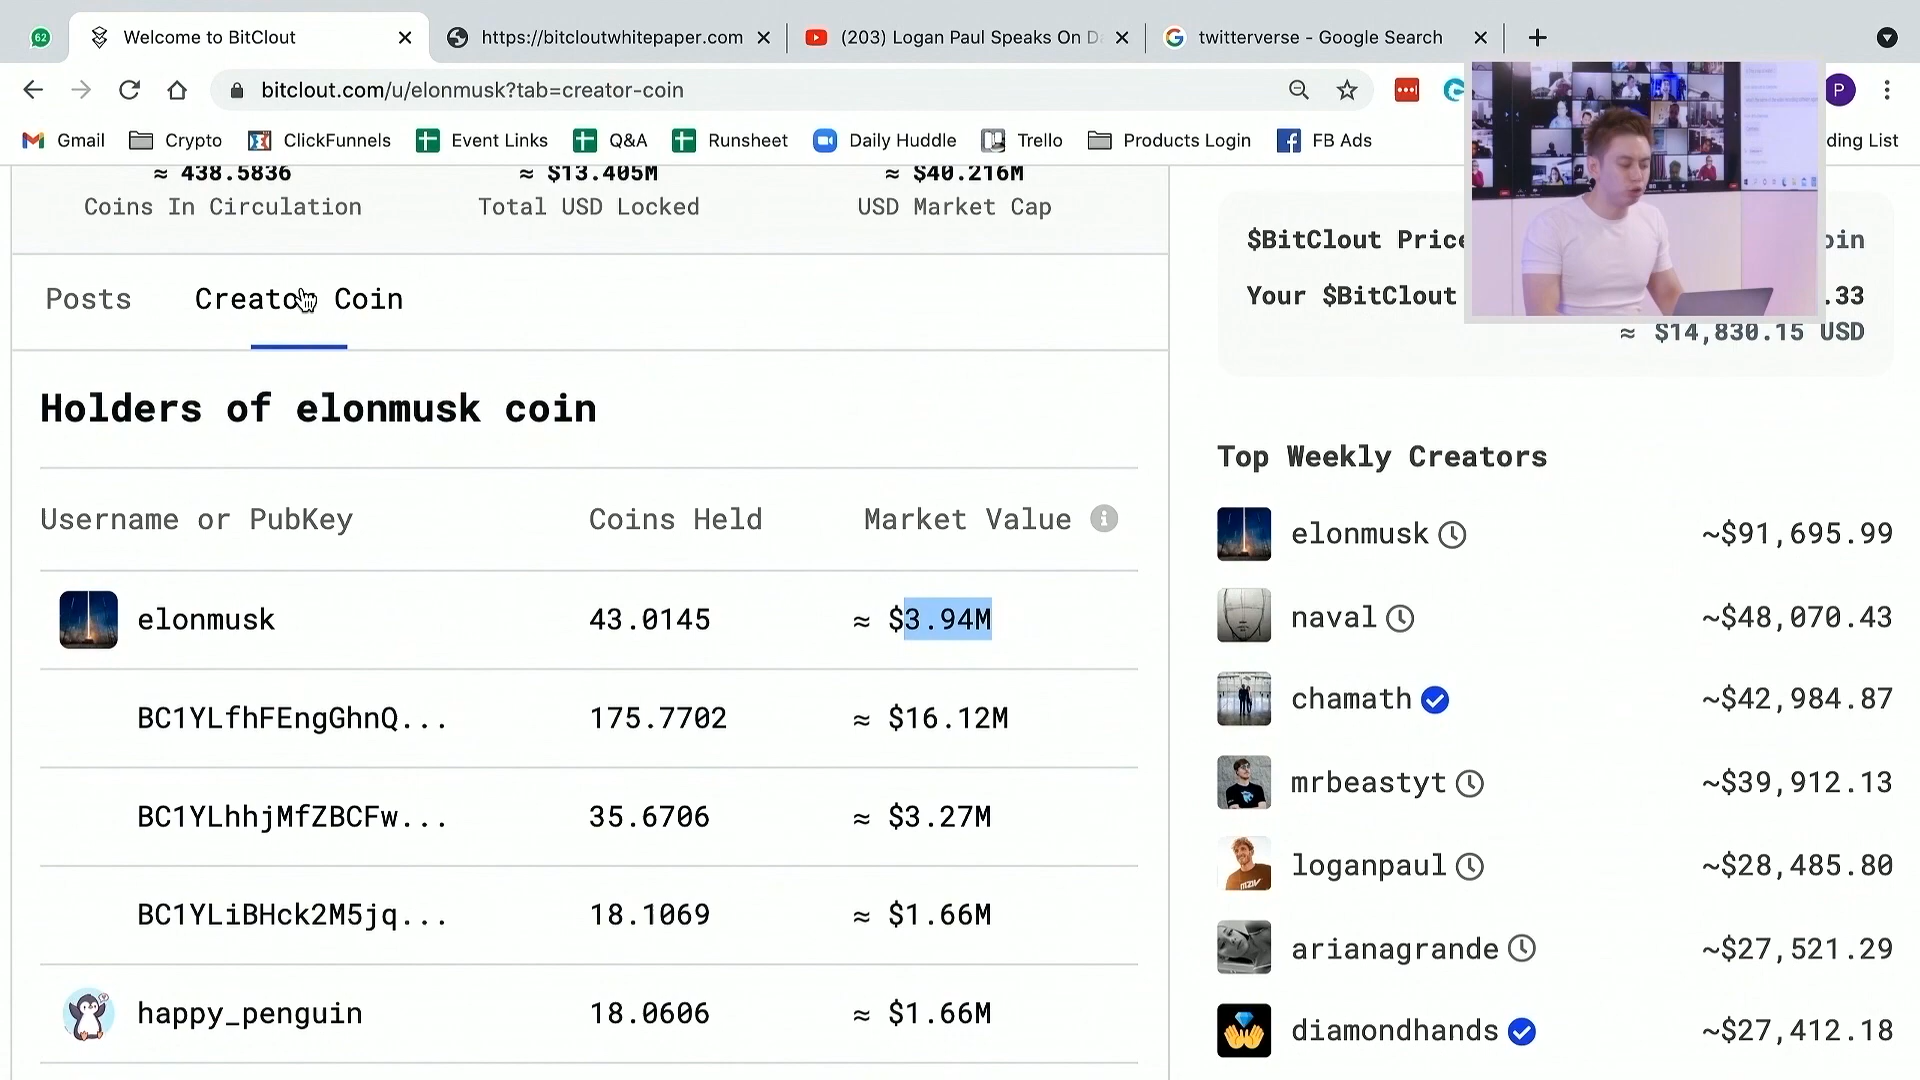 62
Welcome to BitClout
https://bitcloutwhitepaper.com
(203) Logan Paul Speaks On D
twitterverse - Google Search
bitclout.com/u/elonmusk?tab=creator-coin
P
Gmail
Crypto
ClickFunnels
Event Links
Q&A
Runsheet
Daily Huddle
Trello
Products Login
FB Ads
ding List
≈ 438.5836
≈ $13.405M
≈ $40.216M
Coins In Circulation
Total USD Locked
USD Market Cap
Posts
Creator Coin
Holders of elonmusk coin
Username or PubKey
Coins Held
Market Value
elonmusk
43.0145
≈ $3.94M
BC1YLfhFEngGhnQ...
175.7702
≈ $16.12M
BC1YLhhjMfZBCFw...
35.6706
≈ $3.27M
BC1YLiBHck2M5jq...
18.1069
≈ $1.66M
happy_penguin
18.0606
≈ $1.66M
$BitClout Price
oin
Your $BitClout
.33
≈ $14,830.15 USD
Top Weekly Creators
elonmusk
~$91,695.99
naval
~$48,070.43
chamath
~$42,984.87
mrbeastyt
~$39,912.13
loganpaul
~$28,485.80
arianagrande
~$27,521.29
diamondhands
~$27,412.18